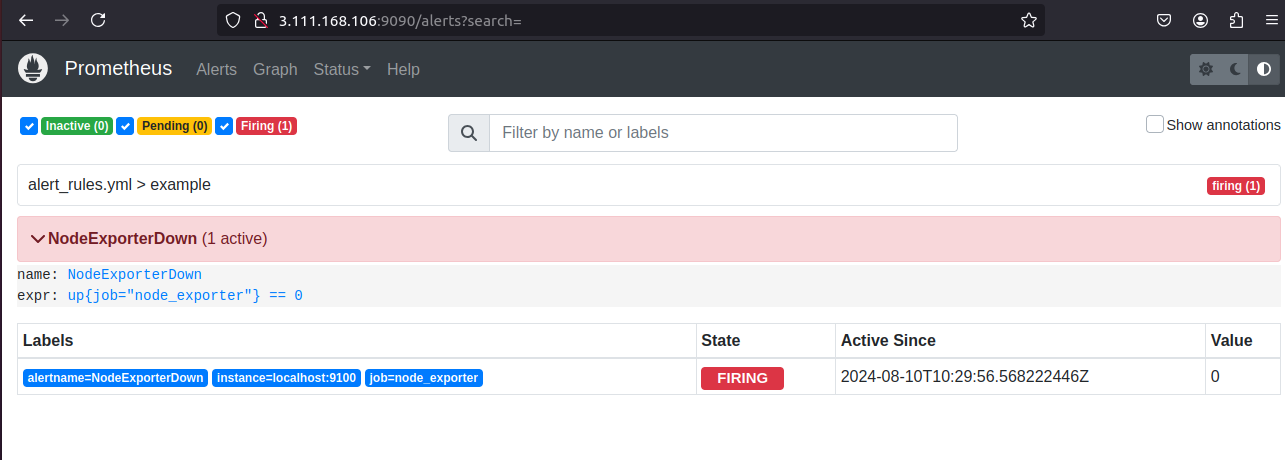 3.111.168.106:9090/alerts?search=
Prometheus Alerts Graph Status Help
Inactive (0) Pending (0) Firing (1) Filter by name or labels Show annotations
alert_rules.yml > example firing (1)
NodeExporterDown (1 active)
name: NodeExporterDown
expr: up{job="node_exporter"} == 0
Labels State Active Since Value
alertname=NodeExporterDown instance=localhost:9100 job=node_exporter FIRING 2024-08-10T10:29:56.568222446Z 0